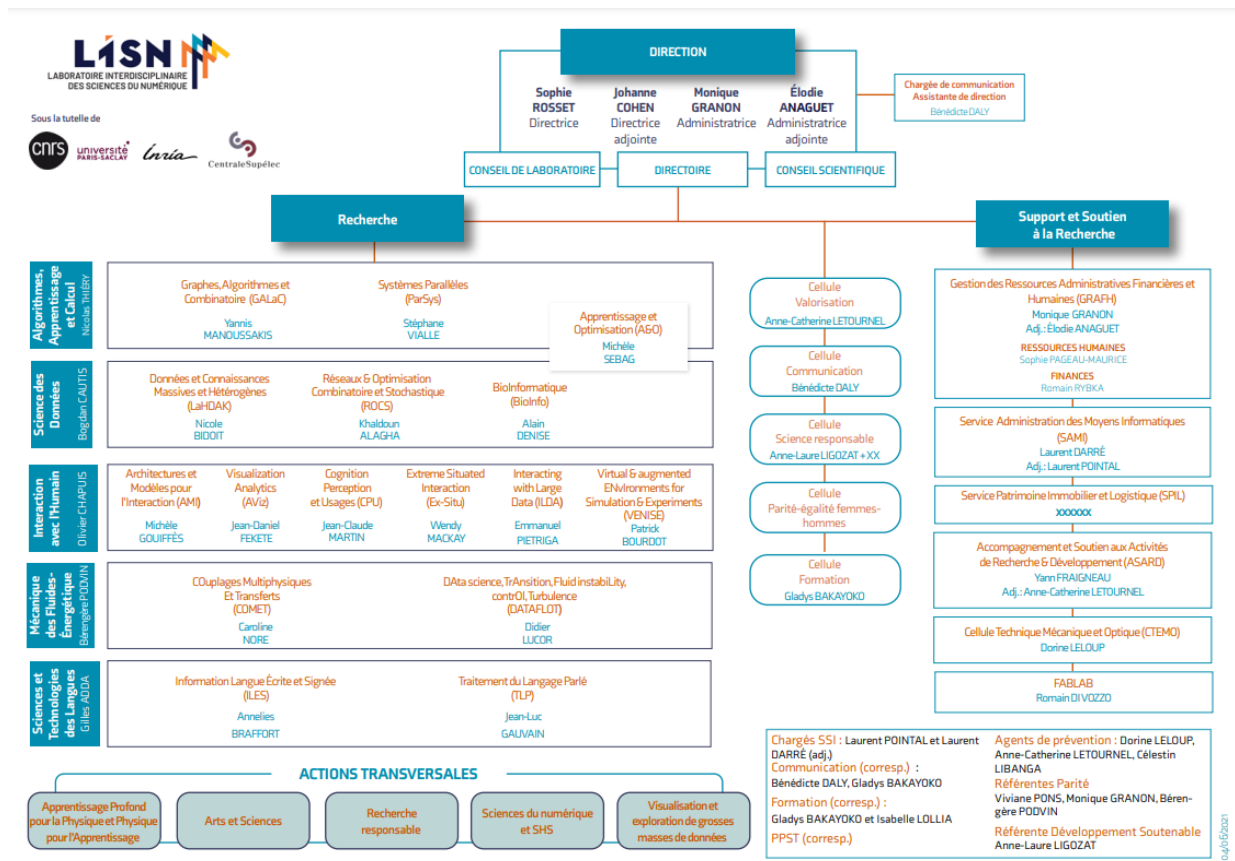 LISN
LABORATOIRE INTERDISCIPLINAIRE
DES SCIENCES DU NUMÉRIQUE
Sous la tutelle de
cnrs
université
PARIS-SACLAY
Inria
CentraleSupélec
DIRECTION
Sophie
ROSSET
Directrice
Johanne
COHEN
Directrice
adjointe
Monique
GRANON
Administratrice
Élodie
ANAGUET
Administratrice
adjointe
Chargée de communication
Assistante de direction
Bénédicte DALY
CONSEIL DE LABORATOIRE
DIRECTOIRE
CONSEIL SCIENTIFIQUE
Recherche
Support et Soutien
à la Recherche
Algorithmes,
Apprentissage
et Calcul
Nicolas THIÉRY
Graphes, Algorithmes et
Combinatoire (GALaC)
Yannis
MANOUSSAKIS
Systèmes Parallèles
(ParSys)
Stéphane
VIALLE
Apprentissage et
Optimisation (A&O)
Michèle
SEBAG
Science des
Données
Bogdan CAUTIS
Données et Connaissances
Massives et Hétérogènes
(LaHDAK)
Nicole
BIDOIT
Réseaux & Optimisation
Combinatoire et Stochastique
(ROCS)
Khaldoun
ALAGHA
BioInformatique
(BioInfo)
Alain
DENISE
Interaction
avec l'Humain
Olivier CHAPUIS
Architectures et
Modèles pour
l'Interaction (AMI)
Michèle
GOUIFFÈS
Visualization
Analytics
(AViz)
Jean-Daniel
FEKETE
Cognition
Perception
et Usages (CPU)
Jean-Claude
MARTIN
Extreme Situated
Interaction
(Ex-Situ)
Wendy
MACKAY
Interacting
with Large
Data (ILDA)
Emmanuel
PIETRIGA
Virtual & augmented
ENvironments for
Simulation & Experiments
(VENISE)
Patrick
BOURDOT
Mécanique
des Fluides-
Énergétique
Bérengère PODVIN
COuplages Multiphysiques
Et Transferts
(COMET)
Caroline
NORE
DAta science, TrAnsition, Fluid instabiLity,
contrOl, Turbulence
(DATAFLOT)
Didier
LUCOR
Sciences et
Technologies
des Langues
Gilles ADDA
Information Langue Écrite et Signée
(ILES)
Annelies
BRAFFORT
Traitement du Langage Parlé
(TLP)
Jean-Luc
GAUVAIN
Cellule
Valorisation
Anne-Catherine LETOURNEL
Cellule
Communication
Bénédicte DALY
Cellule
Science responsable
Anne-Laure LIGOZAT + XX
Cellule
Parité-égalité femmes-
hommes
Cellule
Formation
Gladys BAKAYOKO
Gestion des Ressources Administratives Financières et
Humaines (GRAFH)
Monique GRANON
Adj.: Élodie ANAGUET
RESSOURCES HUMAINES
Sophie PAGEAU-MAURICE
FINANCES
Romain RYBKA
Service Administration des Moyens Informatiques
(SAMI)
Laurent DARRÉ
Adj.: Laurent POINTAL
Service Patrimoine Immobilier et Logistique (SPIL)
XXXXXX
Accompagnement et Soutien aux Activités
de Recherche & Développement (ASARD)
Yann FRAIGNEAU
Adj.: Anne-Catherine LETOURNEL
Cellule Technique Mécanique et Optique (CTEMO)
Dorine LELOUP
FABLAB
Romain DI VOZZO
ACTIONS TRANSVERSALES
Apprentissage Profond
pour la Physique et Physique
pour l'Apprentissage
Arts et Sciences
Recherche
responsable
Sciences du numérique
et SHS
Visualisation et
exploration de grosses
masses de données
Chargés SSI : Laurent POINTAL et Laurent
DARRÉ (adj.)
Communication (corresp.) :
Bénédicte DALY, Gladys BAKAYOKO
Formation (corresp.) :
Gladys BAKAYOKO et Isabelle LOLLIA
PPST (corresp.)
Agents de prévention : Dorine LELOUP,
Anne-Catherine LETOURNEL, Célestin
LIBANGA
Référentes Parité
Viviane PONS, Monique GRANON, Béren-
gère PODVIN
Référente Développement Soutenable
Anne-Laure LIGOZAT
04/06/2021